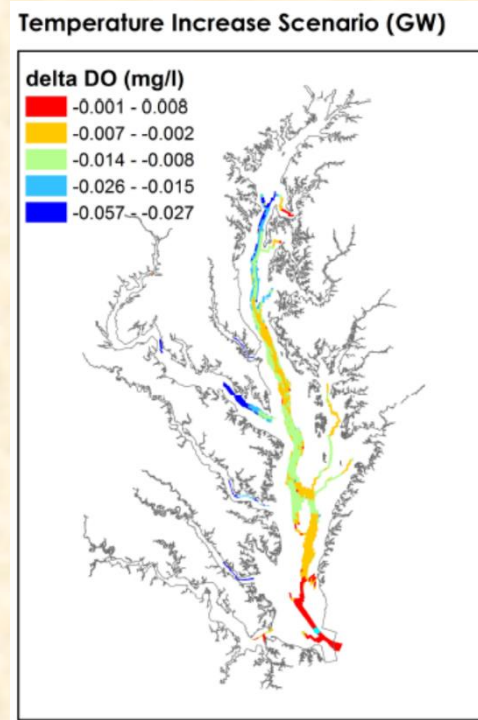 Temperature Increase Scenario (GW)
delta DO (mg/l)
-0.001 - 0.008
-0.007 - -0.002
-0.014 - -0.008
-0.026 - -0.015
-0.057 - -0.027